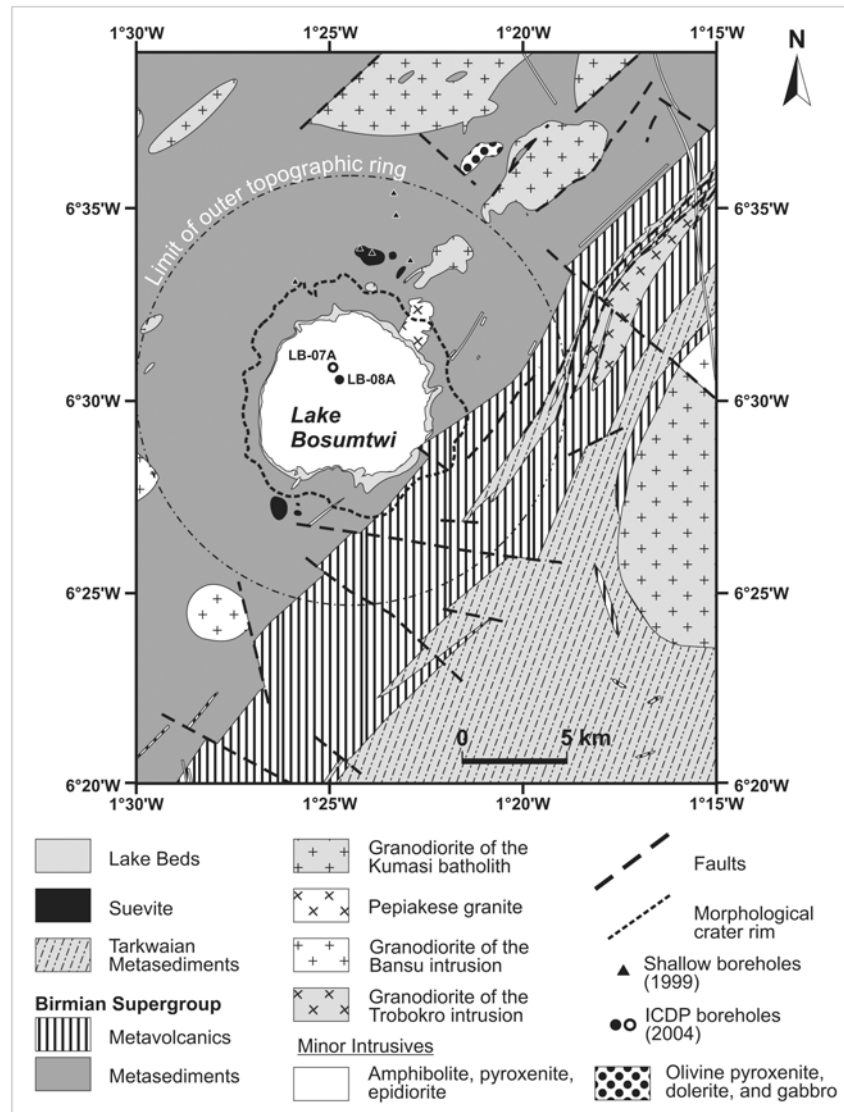 1°30'W 1°25'W 1°20'W 1°15'W
N
Limit of outer topographic ring
6°35'W
6°35'W
LB-07A
LB-08A
6°30'W
6°30'W
Lake
Bosumtwi
6°25'W
6°25'W
0 5 km
6°20'W
6°20'W
1°30'W 1°25'W 1°20'W 1°15'W
Lake Beds
Suevite
Tarkwaian
Metasediments
Birmian Supergroup
Metavolcanics
Metasediments
Granodiorite of the
Kumasi batholith
Pepiakese granite
Granodiorite of the
Bansu intrusion
Granodiorite of the
Trobokro intrusion
Minor Intrusives
Amphibolite, pyroxenite,
epidiorite
Faults
Morphological
crater rim
Shallow boreholes
(1999)
ICDP boreholes
(2004)
Olivine pyroxenite,
dolerite, and gabbro